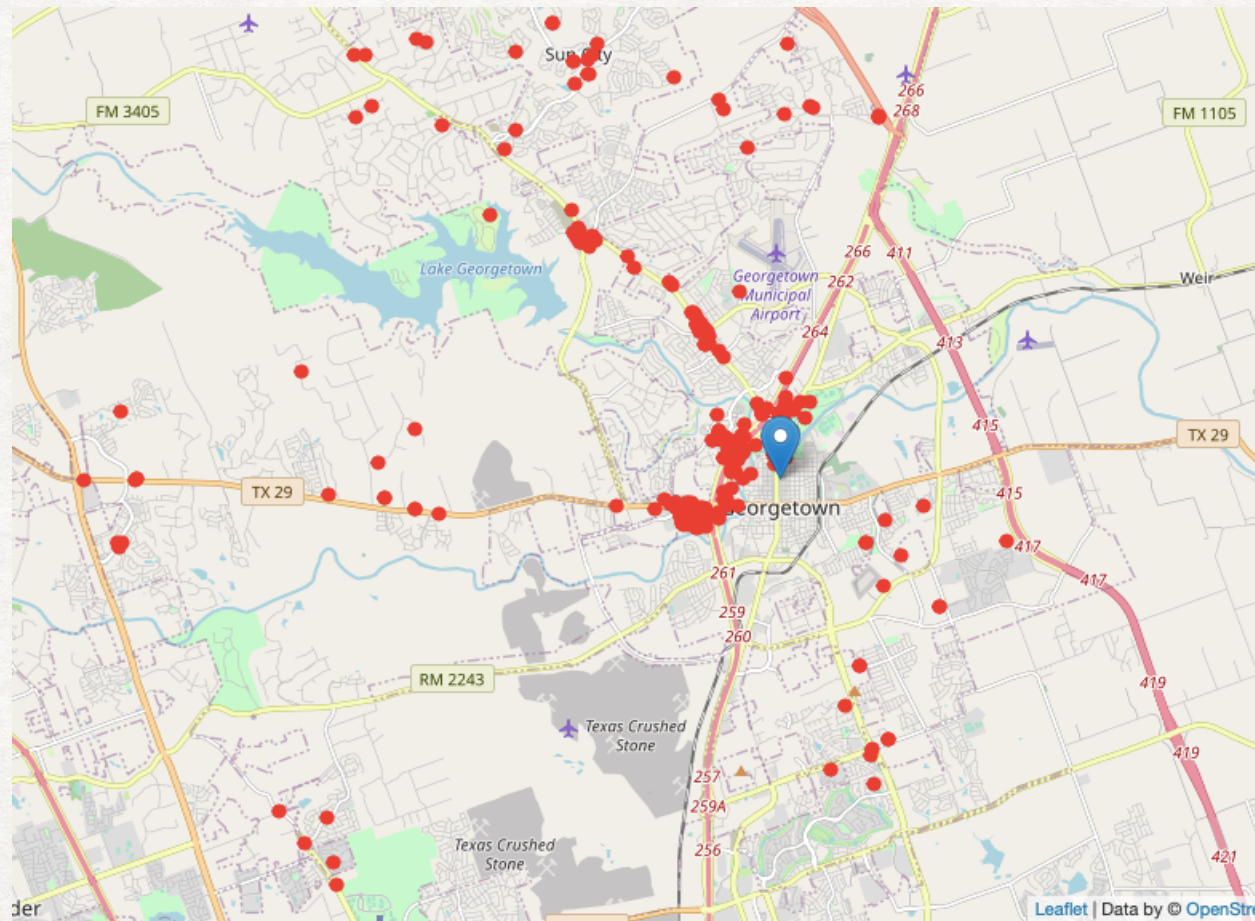 Sun City
266
268
FM 3405
FM 1105
Lake Georgetown
266
411
Weir
Georgetown
Municipal
Airport
262
264
413
415
TX 29
TX 29
415
Georgetown
417
417
261
259
260
RM 2243
419
Texas Crushed
Stone
419
257
259A
256
Texas Crushed
Stone
421
der
Leaflet | Data by © OpenStre